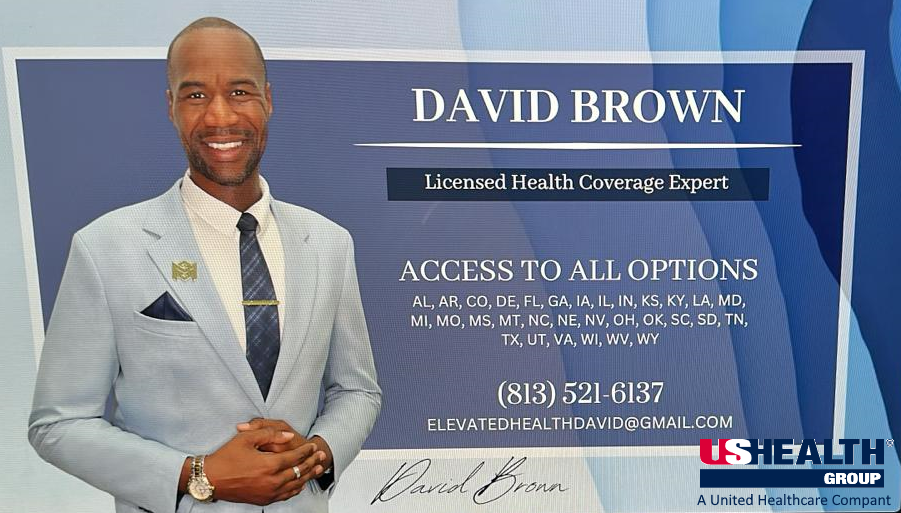 DAVID BROWN
Licensed Health Coverage Expert
ACCESS TO ALL OPTIONS
AL, AR, CO, DE, FL, GA, IA, IL, IN, KS, KY, LA, MD,
MI, MO, MS, MT, NC, NE, NV, OH, OK, SC, SD, TN,
TX, UT, VA, WI, WV, WY
(813) 521-6137
ELEVATEDHEALTHDAVID@GMAIL.COM
David Brown
USHEALTH®
GROUP
A United Healthcare Compant